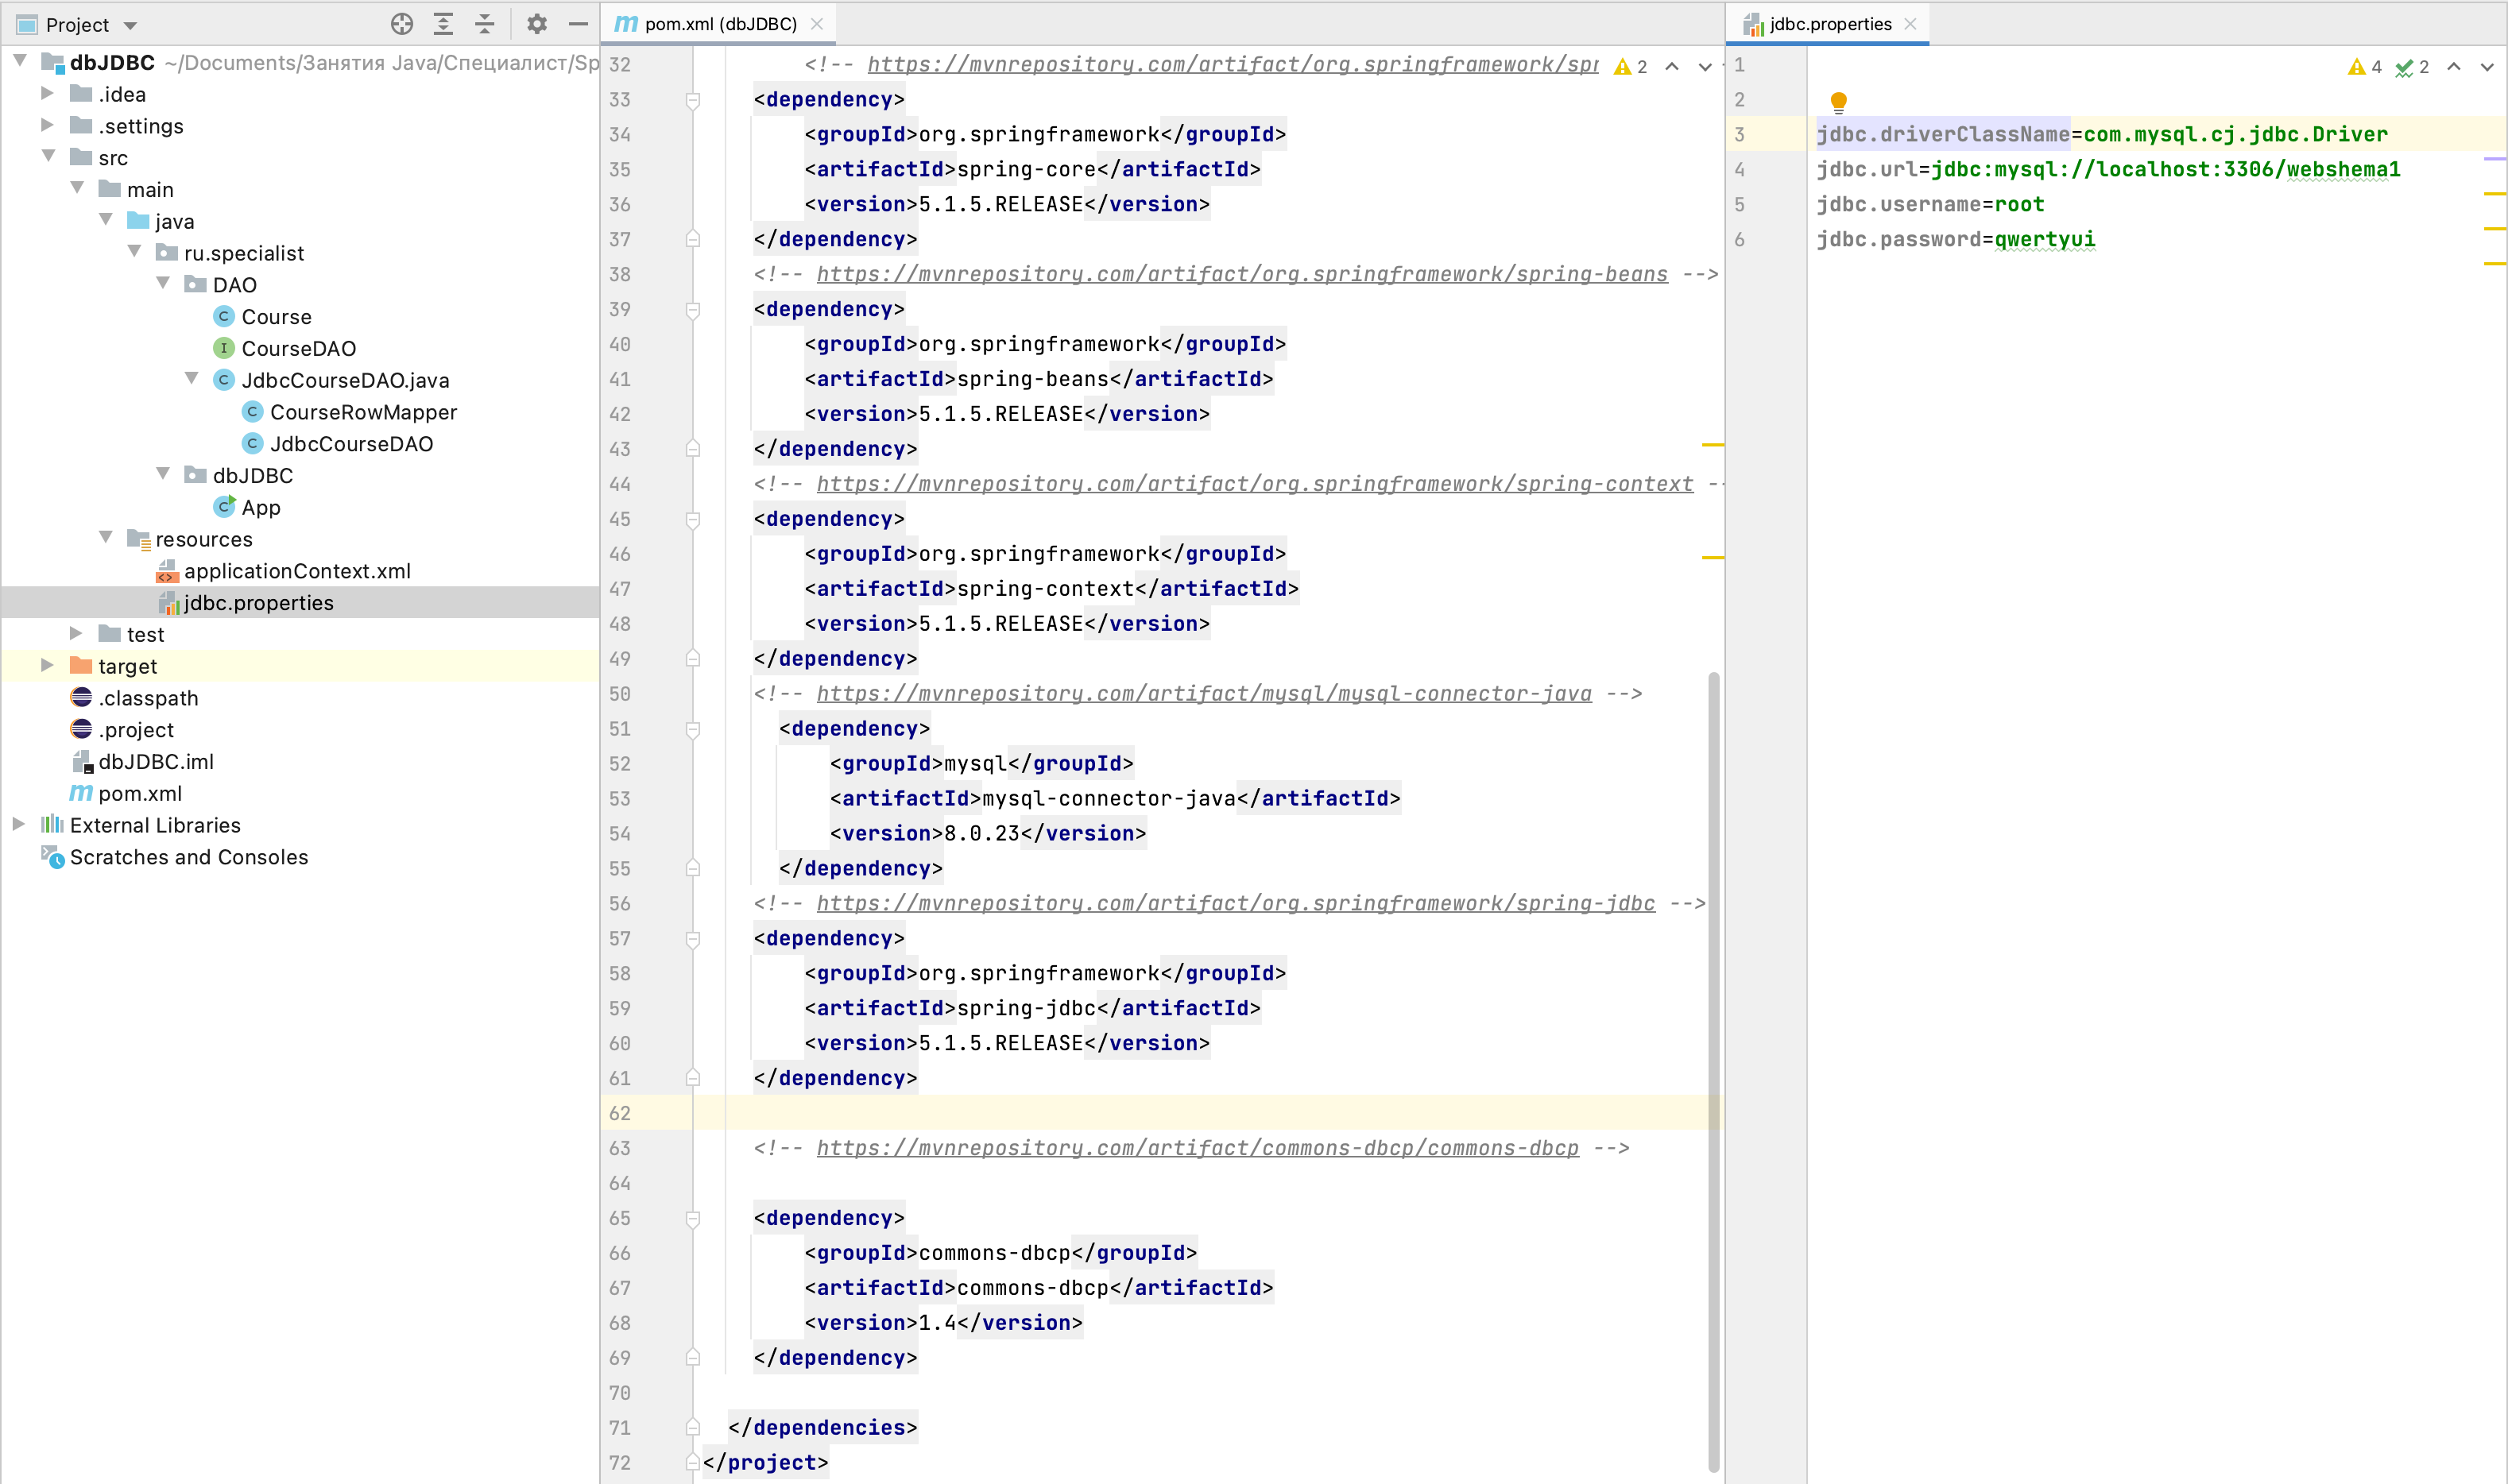 Project
dbJDBC ~/Documents/Занятия Java/Специалист/Sp
.idea
.settings
src
main
java
ru.specialist
DAO
Course
CourseDAO
JdbcCourseDAO.java
CourseRowMapper
JdbcCourseDAO
dbJDBC
App
resources
applicationContext.xml
jdbc.properties
test
target
.classpath
.project
dbJDBC.iml
pom.xml
External Libraries
Scratches and Consoles
pom.xml (dbJDBC)
2
32 <!-- https://mvnrepository.com/artifact/org.springframework/spr
33 <dependency>
34 <groupId>org.springframework</groupId>
35 <artifactId>spring-core</artifactId>
36 <version>5.1.5.RELEASE</version>
37 </dependency>
38 <!-- https://mvnrepository.com/artifact/org.springframework/spring-beans -->
39 <dependency>
40 <groupId>org.springframework</groupId>
41 <artifactId>spring-beans</artifactId>
42 <version>5.1.5.RELEASE</version>
43 </dependency>
44 <!-- https://mvnrepository.com/artifact/org.springframework/spring-context --
45 <dependency>
46 <groupId>org.springframework</groupId>
47 <artifactId>spring-context</artifactId>
48 <version>5.1.5.RELEASE</version>
49 </dependency>
50 <!-- https://mvnrepository.com/artifact/mysql/mysql-connector-java -->
51 <dependency>
52 <groupId>mysql</groupId>
53 <artifactId>mysql-connector-java</artifactId>
54 <version>8.0.23</version>
55 </dependency>
56 <!-- https://mvnrepository.com/artifact/org.springframework/spring-jdbc -->
57 <dependency>
58 <groupId>org.springframework</groupId>
59 <artifactId>spring-jdbc</artifactId>
60 <version>5.1.5.RELEASE</version>
61 </dependency>
62
63 <!-- https://mvnrepository.com/artifact/commons-dbcp/commons-dbcp -->
64
65 <dependency>
66 <groupId>commons-dbcp</groupId>
67 <artifactId>commons-dbcp</artifactId>
68 <version>1.4</version>
69 </dependency>
70
71 </dependencies>
72 </project>
jdbc.properties
4 2
1
2
3 jdbc.driverClassName=com.mysql.cj.jdbc.Driver
4 jdbc.url=jdbc:mysql://localhost:3306/webshema1
5 jdbc.username=root
6 jdbc.password=qwertyui